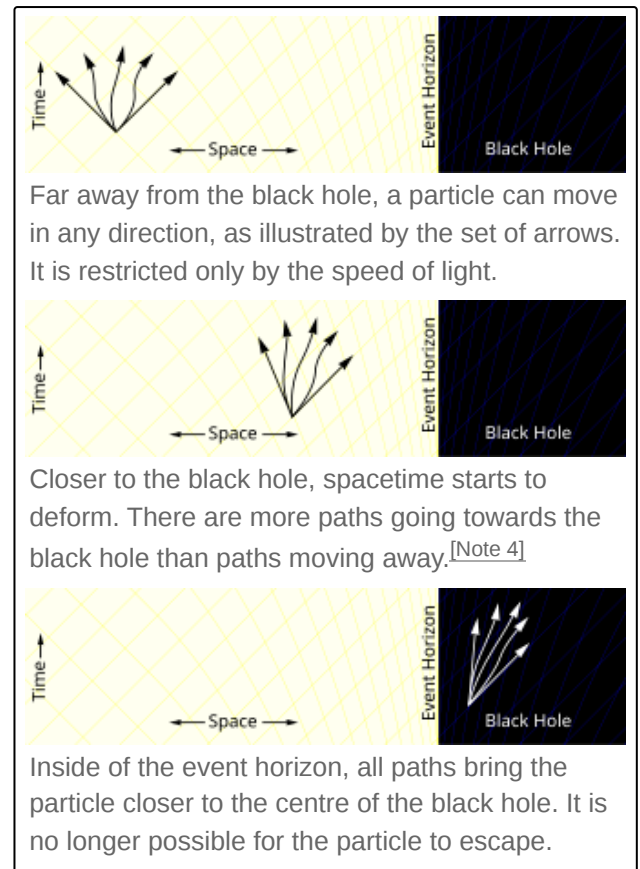 Time
Space
Event Horizon
Black Hole
Far away from the black hole, a particle can move
in any direction, as illustrated by the set of arrows.
It is restricted only by the speed of light.
Time
Space
Event Horizon
Black Hole
Closer to the black hole, spacetime starts to
deform. There are more paths going towards the
black hole than paths moving away.[Note 4]
Time
Space
Event Horizon
Black Hole
Inside of the event horizon, all paths bring the
particle closer to the centre of the black hole. It is
no longer possible for the particle to escape.